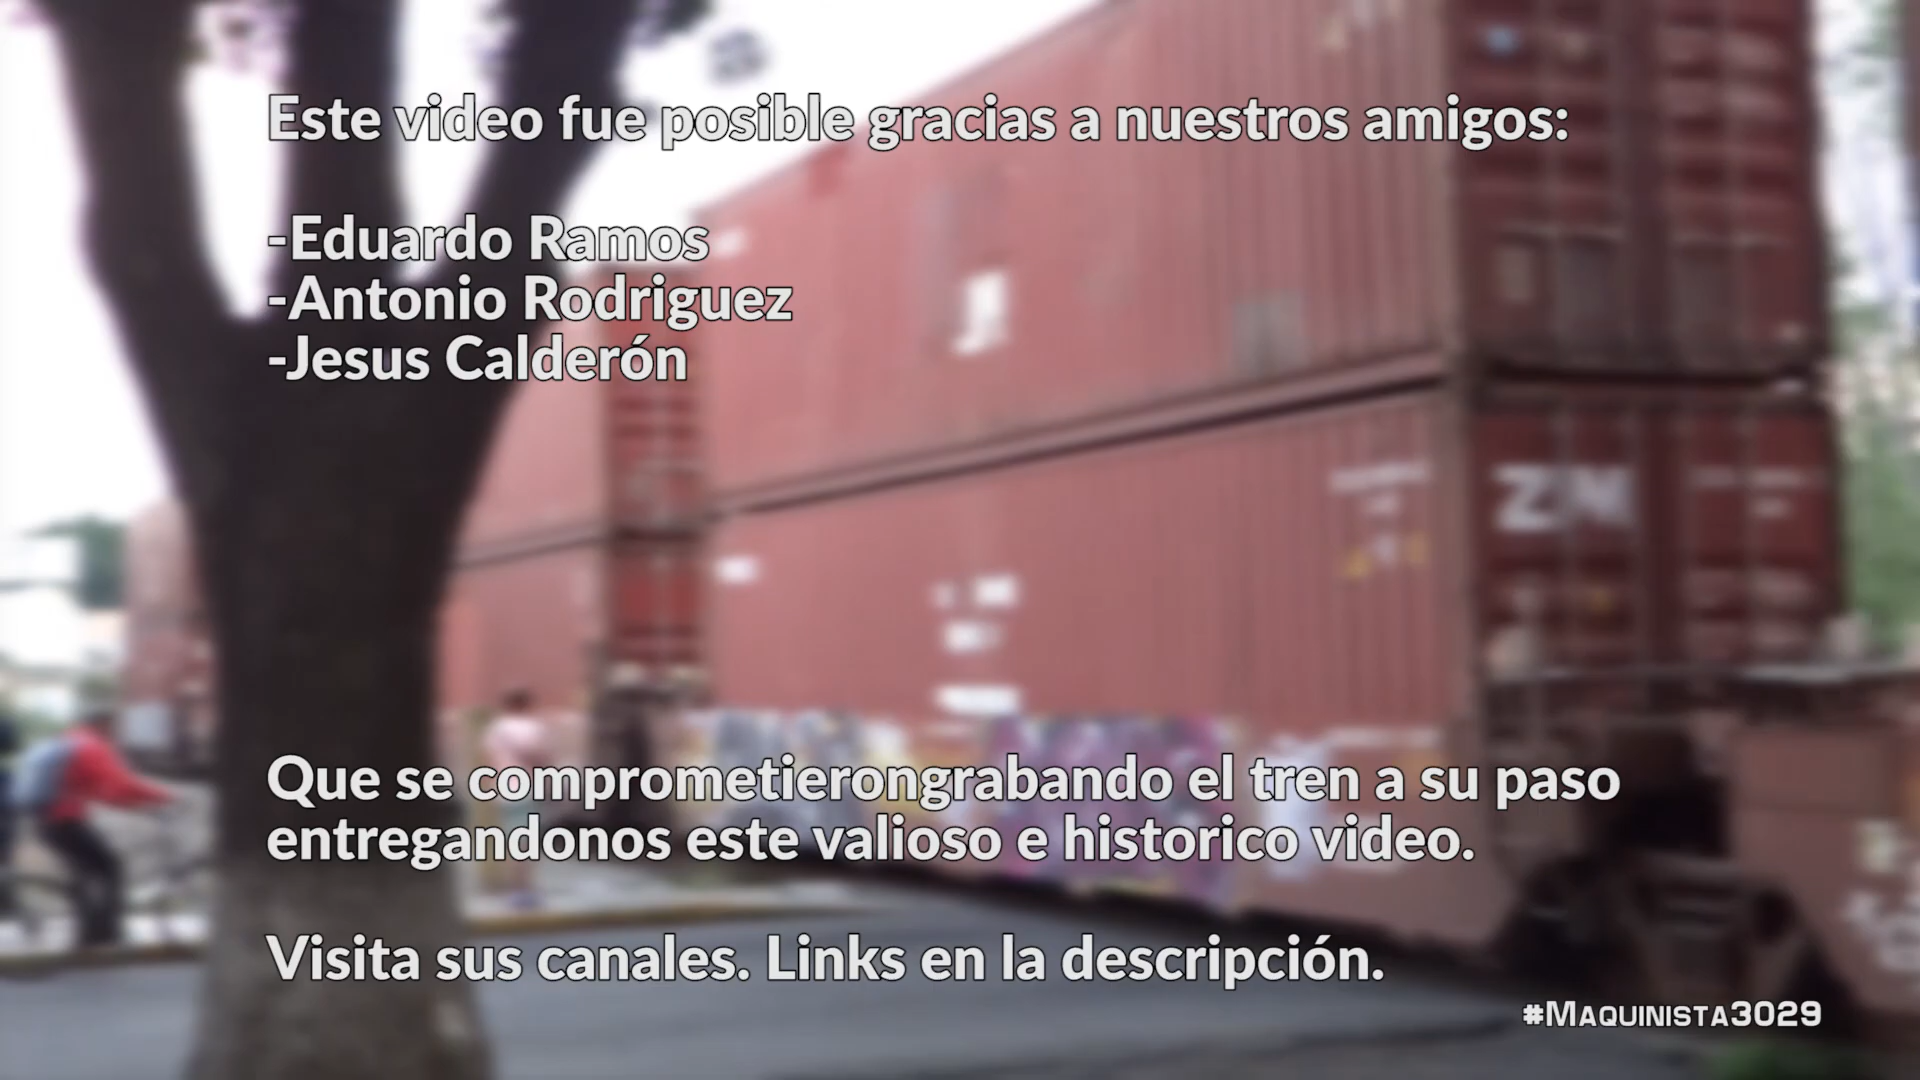 Este video fue posible gracias a nuestros amigos:
-Eduardo Ramos
-Antonio Rodriguez
-Jesus Calderón
Que se comprometierongrabando el tren a su paso
entregandonos este valioso e historico video.
Visita sus canales. Links en la descripción.
#MAQUINISTA3029